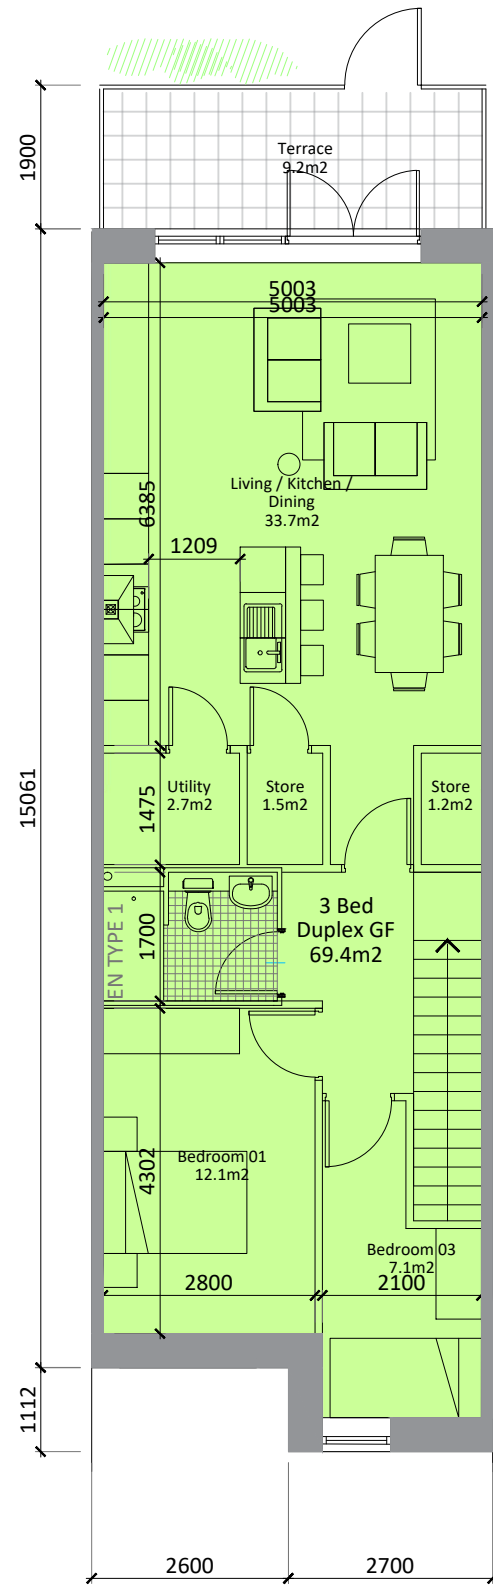 1900
Terrace
9.2m2
5003
5003
Living / Kitchen /
Dining
33.7m2
6385
1209
15061
Utility
2.7m2
Store
1.5m2
Store
1.2m2
1475
3 Bed
Duplex GF
69.4m2
EN TYPE 1
1700
4302
Bedroom 01
12.1m2
Bedroom 03
7.1m2
2800
2100
1112
2600
2700